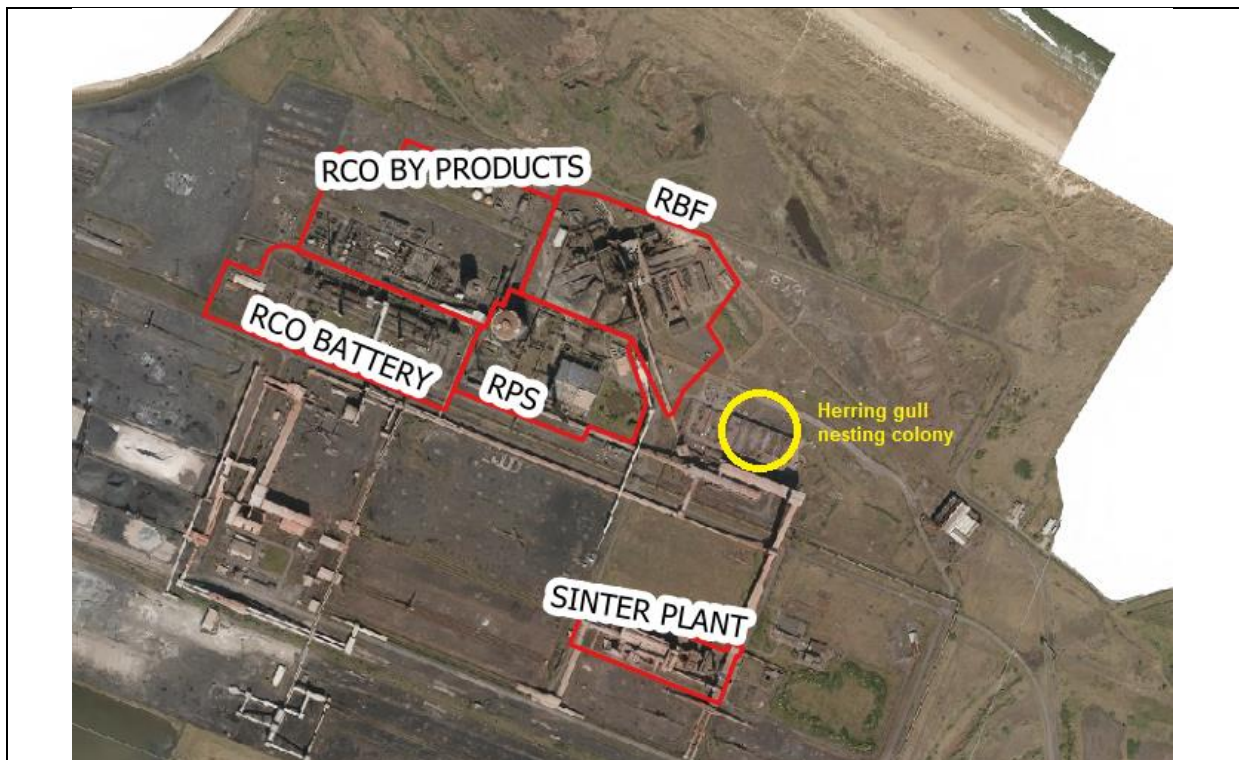 RCO BY PRODUCTS
RBF
RCO BATTERY
RPS
Herring gull
nesting colony
SINTER PLANT